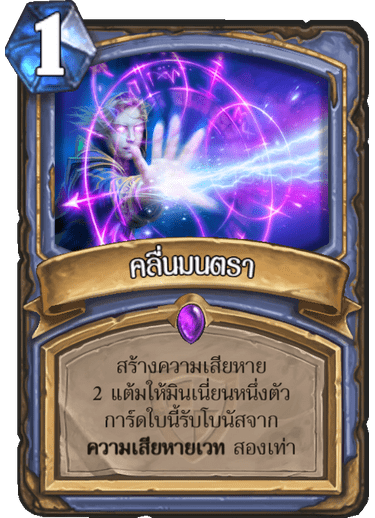 1
คลื่นมนตรา
สร้างความเสียหาย
2 แต้มให้มินเนี่ยนหนึ่งตัว
การ์ดใบนี้รับโบนัสจาก
ความเสียหายเวท สองเท่า